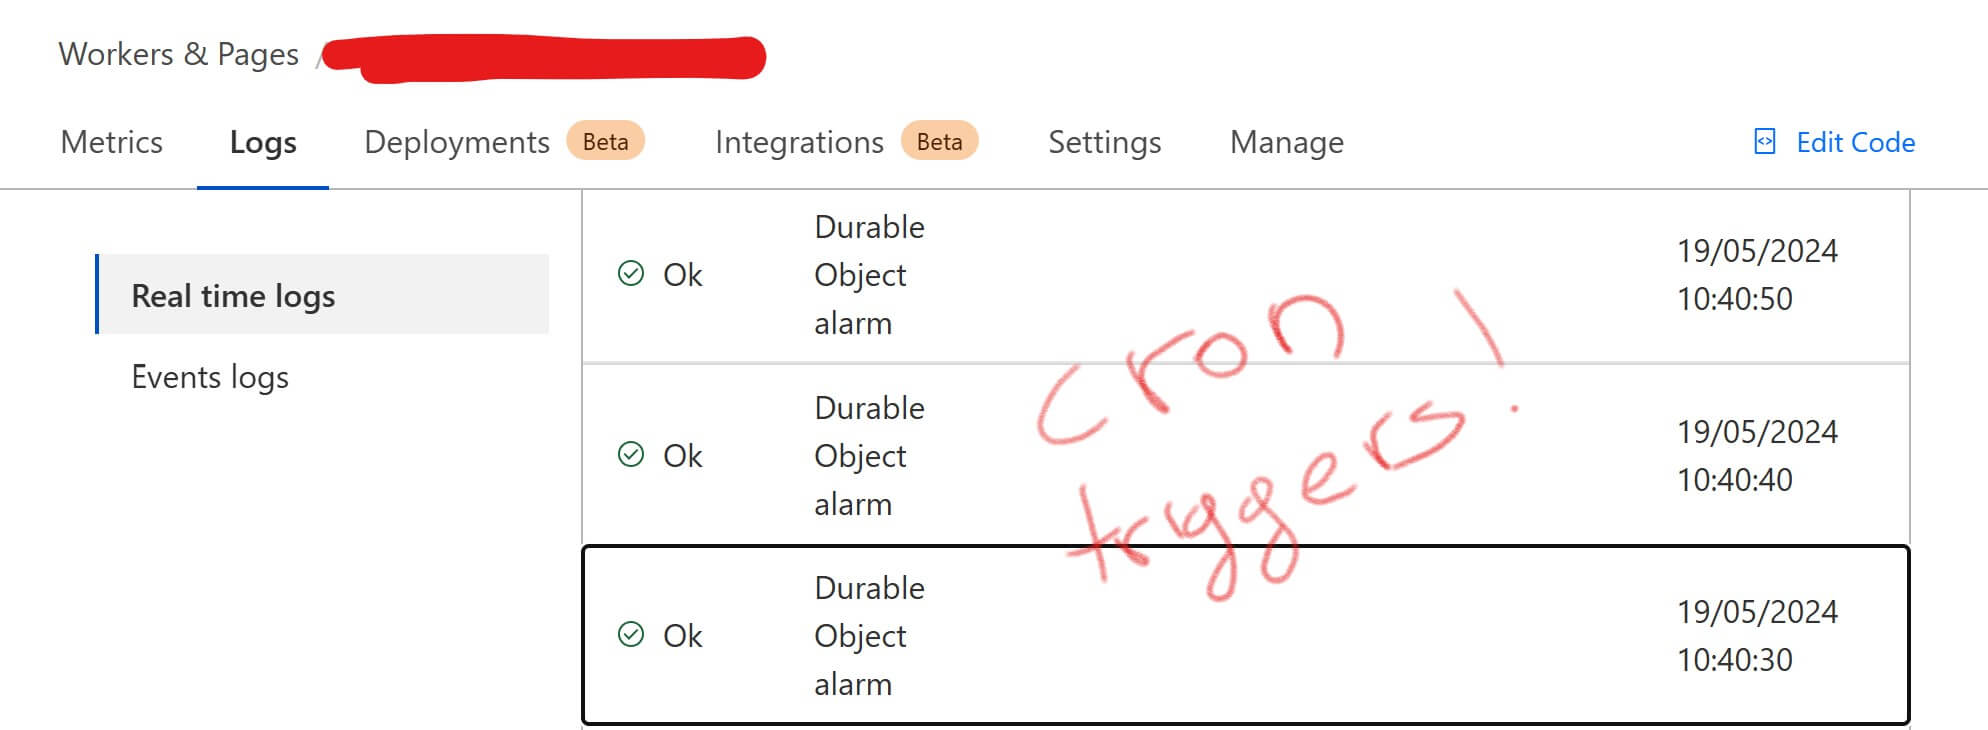 Workers & Pages /
Metrics Logs Deployments Beta Integrations Beta Settings Manage Edit Code
Real time logs
Events logs
Ok Durable Object alarm 19/05/2024 10:40:50
Ok Durable Object alarm 19/05/2024 10:40:40
Ok Durable Object alarm 19/05/2024 10:40:30
cron
triggers!